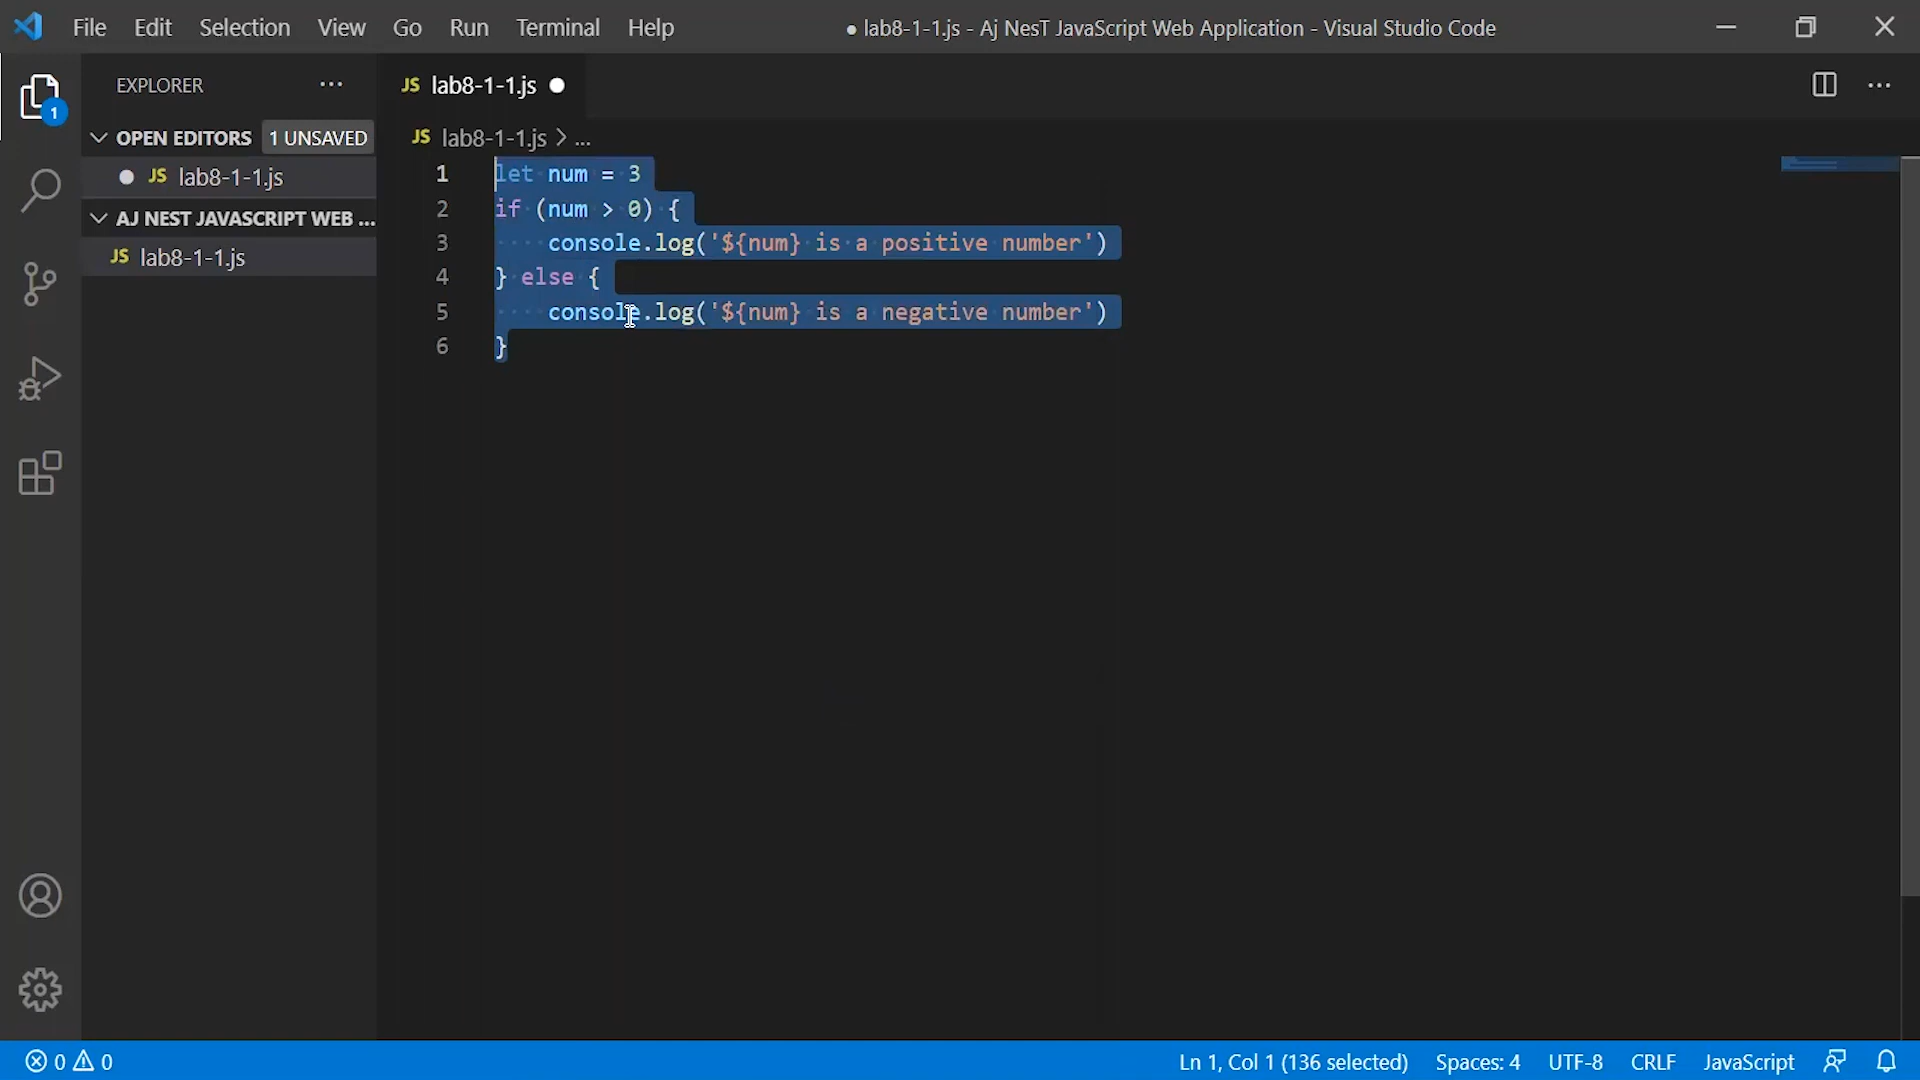 File Edit Selection View Go Run Terminal Help
● lab8-1-1.js - Aj NesT JavaScript Web Application - Visual Studio Code
1
EXPLORER ...
OPEN EDITORS 1 UNSAVED
JS lab8-1-1.js
AJ NEST JAVASCRIPT WEB ...
JS lab8-1-1.js
JS lab8-1-1.js
JS lab8-1-1.js > ...
1 let num = 3
2 if (num > 0) {
3 console.log('${num} is a positive number')
4 } else {
5 console.log('${num} is a negative number')
6 }
0 0
Ln 1, Col 1 (136 selected) Spaces: 4 UTF-8 CRLF JavaScript